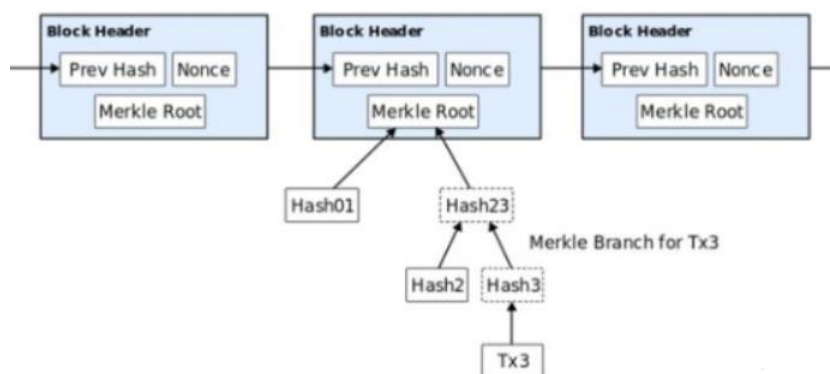 Block Header
Block Header
Block Header
Prev Hash
Nonce
Prev Hash
Nonce
Prev Hash
Nonce
Merkle Root
Merkle Root
Merkle Root
Hash01
Hash23
Merkle Branch for Tx3
Hash2
Hash3
Tx3